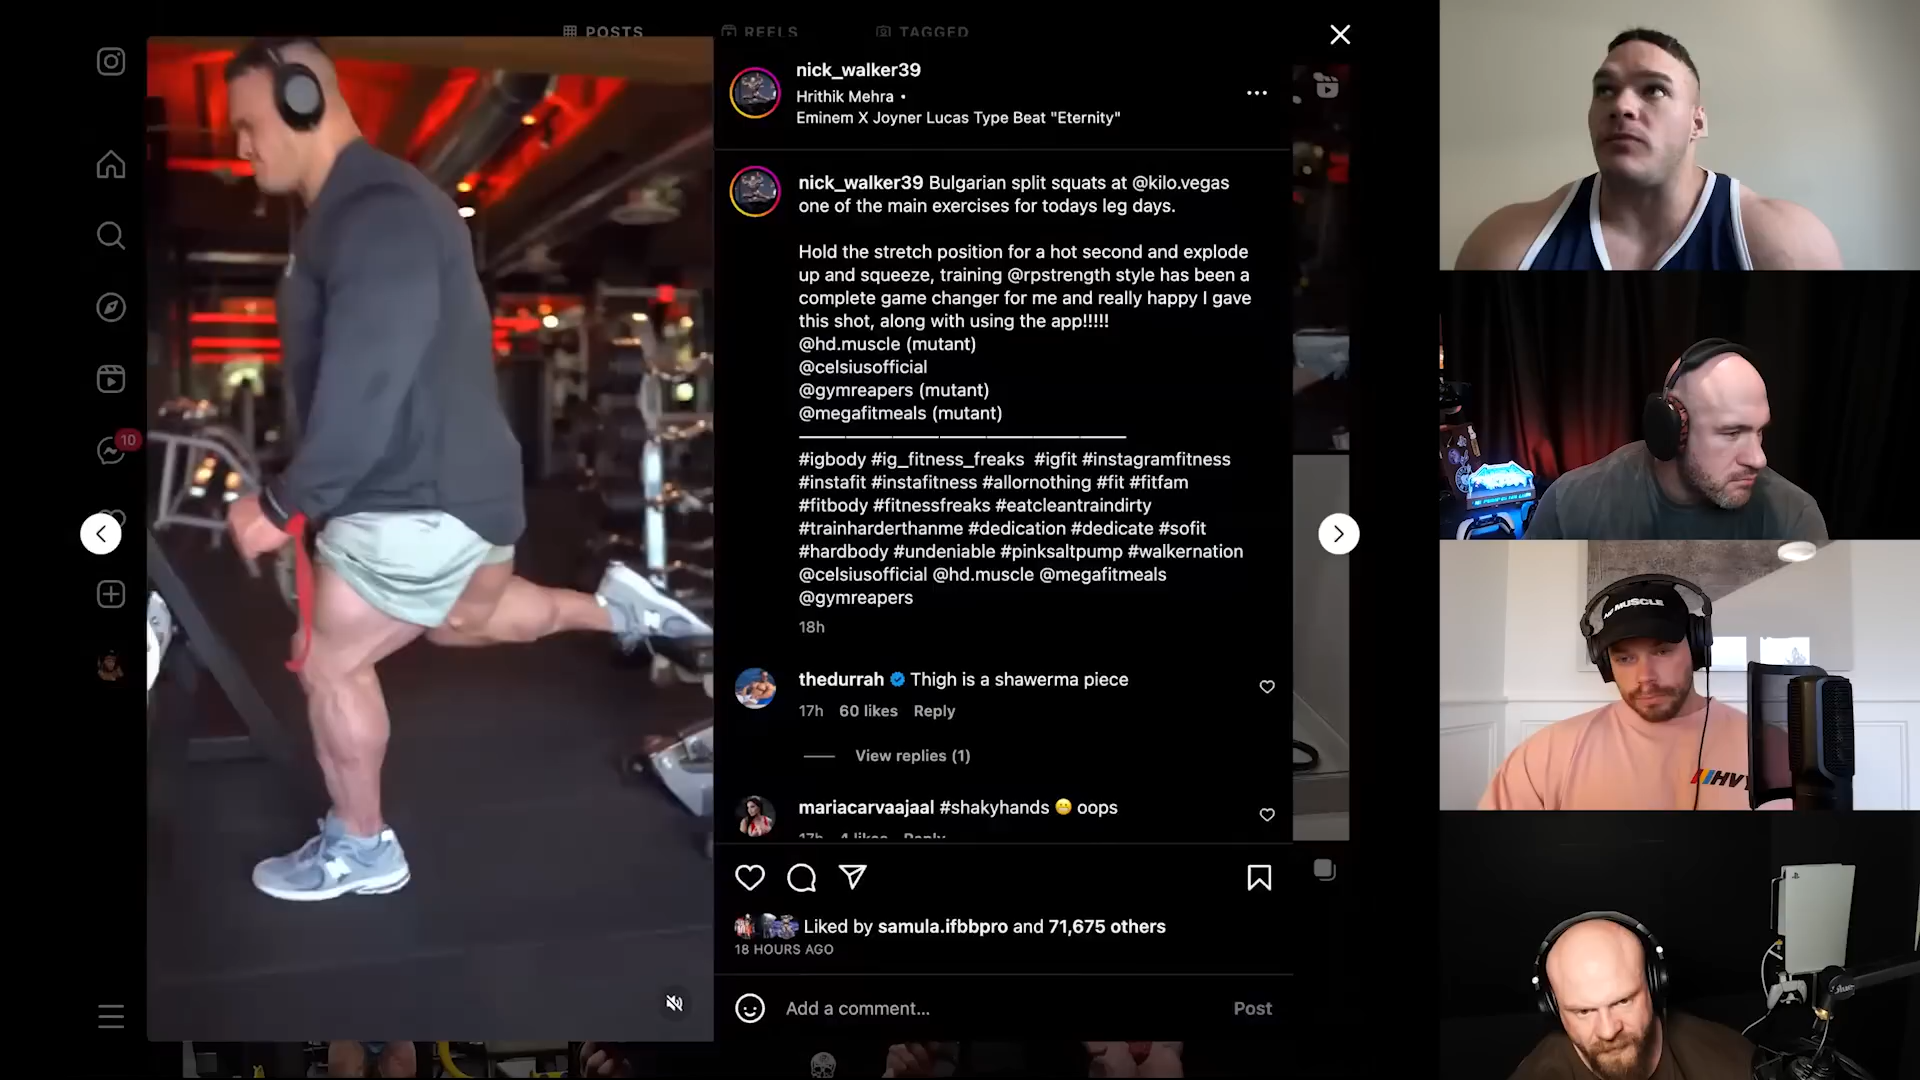 POSTS
REELS
TAGGED
nick_walker39
Hrithik Mehra •
Eminem X Joyner Lucas Type Beat "Eternity"
nick_walker39 Bulgarian split squats at @kilo.vegas
one of the main exercises for todays leg days.
Hold the stretch position for a hot second and explode
up and squeeze, training @rpstrength style has been a
complete game changer for me and really happy I gave
this shot, along with using the app!!!!!
@hd.muscle (mutant)
@celsiusofficial
@gymreapers (mutant)
@megafitmeals (mutant)
#igbody #ig_fitness_freaks #igfit #instagramfitness
#instafit #instafitness #allornothing #fit #fitfam
#fitbody #fitnessfreaks #eatcleantraindirty
#trainharderthanme #dedication #dedicate #sofit
#hardbody #undeniable #pinksaltpump #walkernation
@celsiusofficial @hd.muscle @megafitmeals
@gymreapers
18h
thedurrah Thigh is a shawerma piece
17h 60 likes Reply
View replies (1)
mariacarvaajaal #shakyhands 😬 oops
17h 4 likes Reply
Liked by samula.ifbbpro and 71,675 others
18 HOURS AGO
Add a comment...
Post
10
MUSCLE
HV